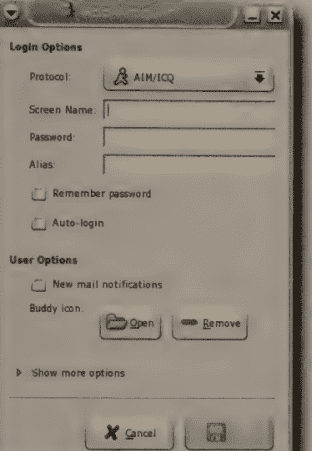 Login Options
Protocol: AIM/ICQ
Screen Name:
Password:
Alias:
Remember password
Auto-login
User Options
New mail notifications
Buddy icon:
Open Remove
Show more options
Cancel